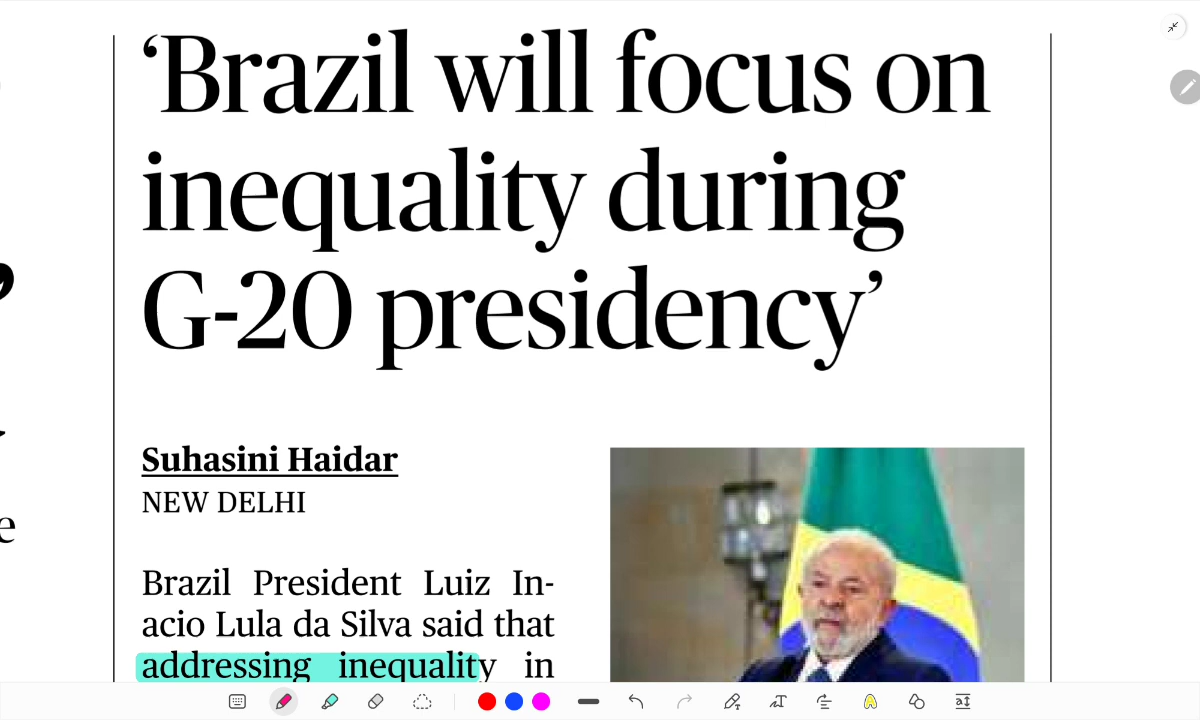 ‘Brazil will focus on
inequality during
G-20 presidency’
Suhasini Haidar
NEW DELHI
Brazil President Luiz In-
acio Lula da Silva said that
addressing inequality in